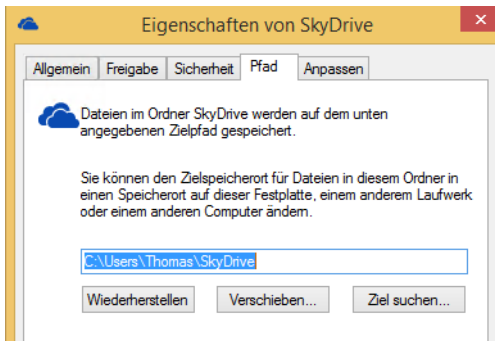 Eigenschaften von SkyDrive
Allgemein Freigabe Sicherheit Pfad Anpassen
Dateien im Ordner SkyDrive werden auf dem unten
angegebenen Zielpfad gespeichert.
Sie können den Zielspeicherort für Dateien in diesem Ordner in
einen Speicherort auf dieser Festplatte, einem anderem Laufwerk
oder einem anderen Computer ändern.
C:\Users\Thomas\SkyDrive
Wiederherstellen Verschieben... Ziel suchen...